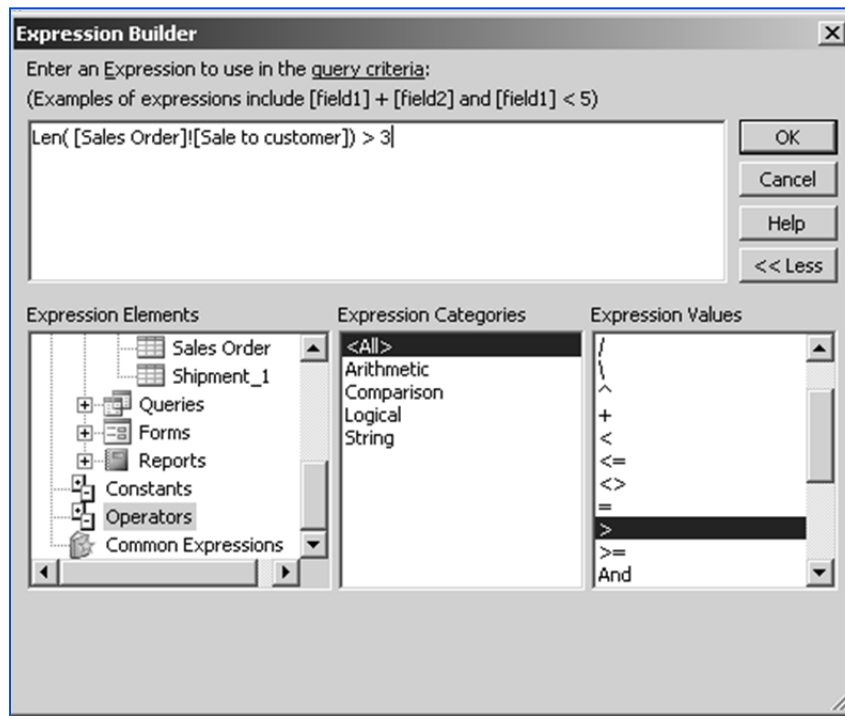 Expression Builder
Enter an Expression to use in the query criteria:
(Examples of expressions include [field1] + [field2] and [field1] < 5)
Len( [Sales Order]![Sale to customer]) > 3
OK
Cancel
Help
<< Less
Expression Elements
Sales Order
Shipment_1
Queries
Forms
Reports
Constants
Operators
Common Expressions
Expression Categories
<All>
Arithmetic
Comparison
Logical
String
Expression Values
/
\
^
+
<
<=
<>
=
>
>=
And